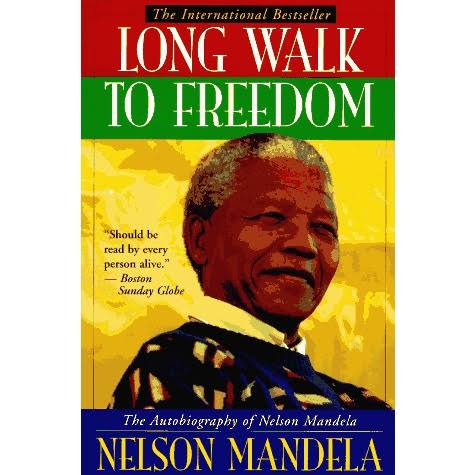 The International Bestseller
LONG WALK
TO FREEDOM
“Should be
read by every
person alive.”
— Boston
Sunday Globe
The Autobiography of Nelson Mandela
NELSON MANDELA